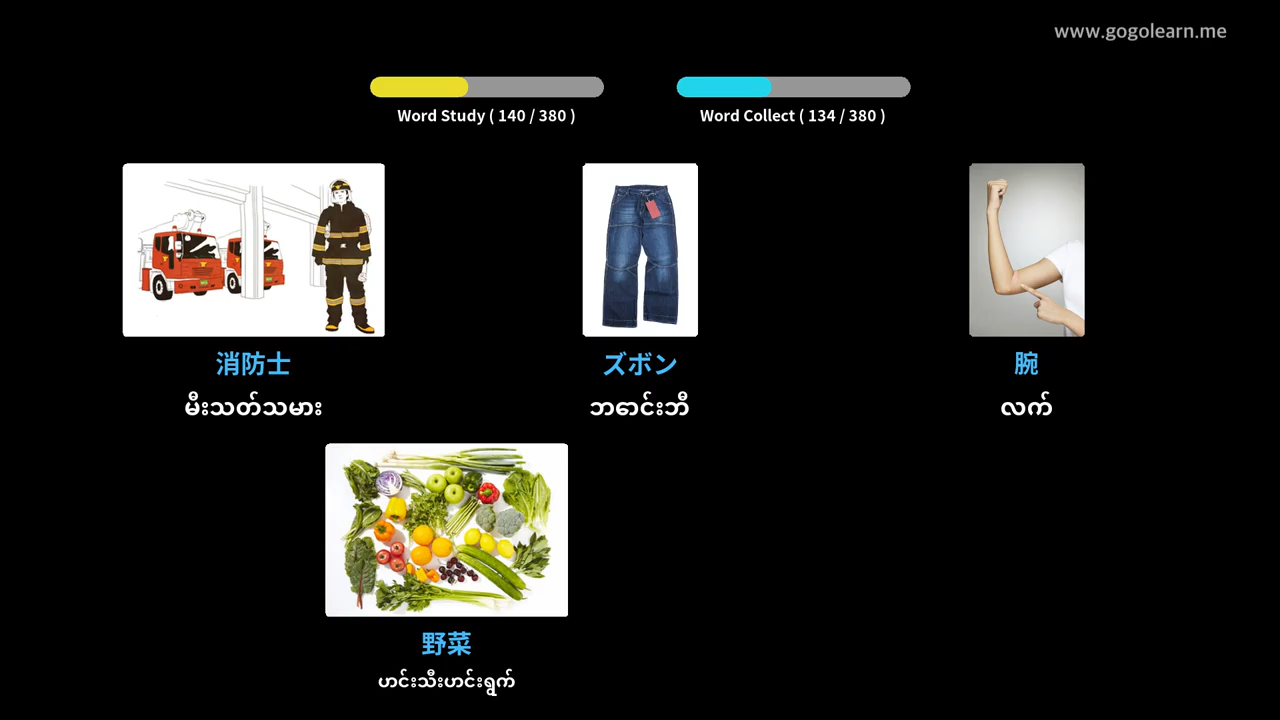 www.gogolearn.me
Word Study ( 140 / 380 )
Word Collect ( 134 / 380 )
消防士
ズボン
腕
မီးသတ်သမား
ဘောင်းဘီ
လက်
野菜
ဟင်းသီးဟင်းရွက်